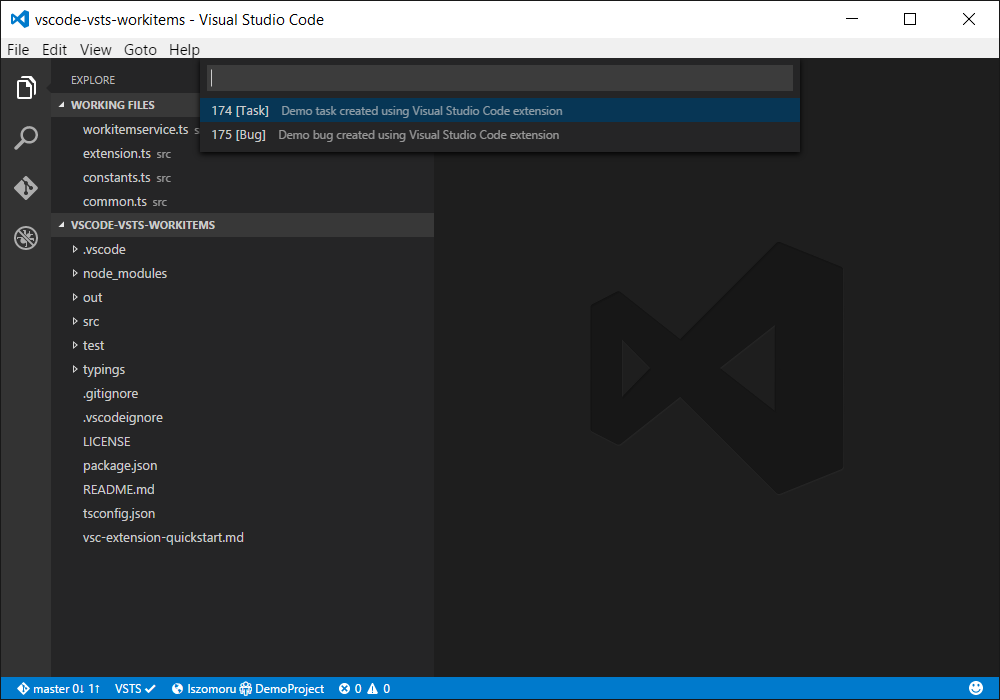 vscode-vsts-workitems - Visual Studio Code
File Edit View Goto Help
EXPLORE
WORKING FILES
174 [Task] Demo task created using Visual Studio Code extension
175 [Bug] Demo bug created using Visual Studio Code extension
workitemservice.ts s
extension.ts src
constants.ts src
common.ts src
VSCODE-VSTS-WORKITEMS
.vscode
node_modules
out
src
test
typings
.gitignore
.vscodeignore
LICENSE
package.json
README.md
tsconfig.json
vsc-extension-quickstart.md
master 0↓ 1↑ VSTS ✓ lszomoru DemoProject 0 0